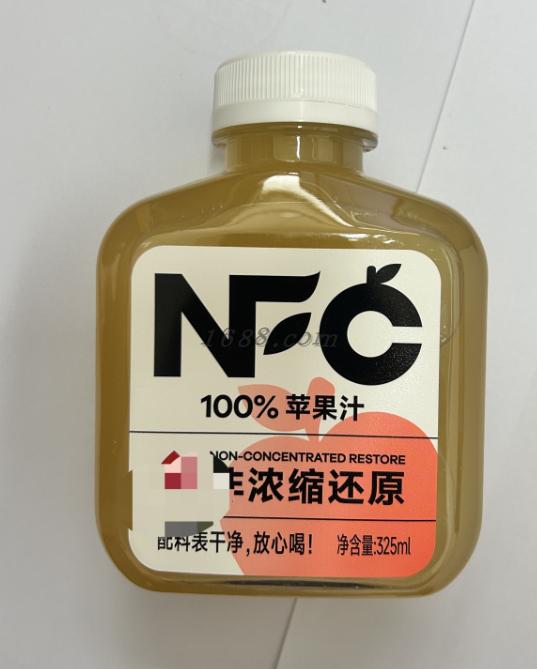 NFC
1688.com
100% 苹果汁
NON-CONCENTRATED RESTORE
非浓缩还原
配料表干净,放心喝!
净含量:325ml